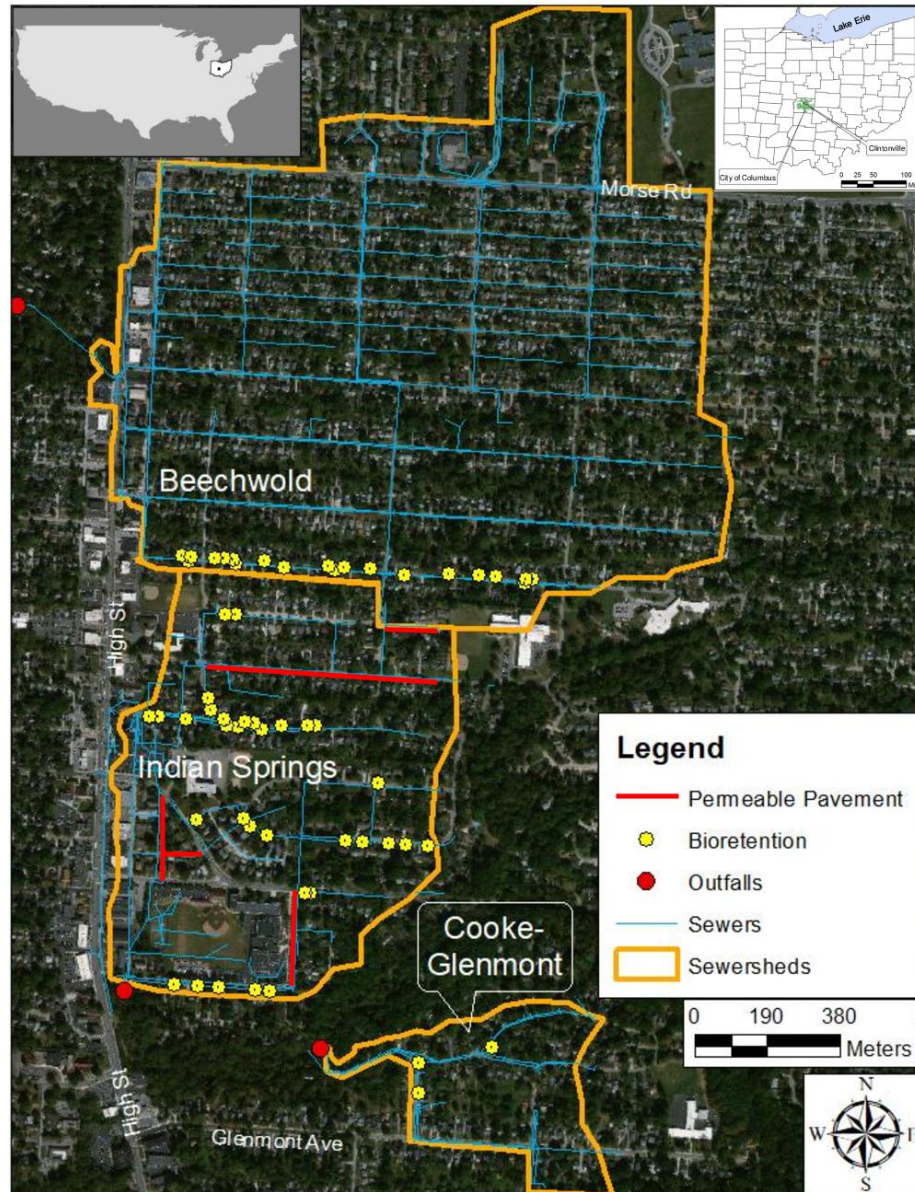 Lake Erie
Clintonville
City of Columbus
0 25 50 100
Morse Rd
Beechwold
High St
Indian Springs
Legend
Permeable Pavement
Bioretention
Outfalls
Sewers
Sewersheds
Cooke-
Glenmont
0 190 380
Meters
High St
Glenmont Ave
N
W
S